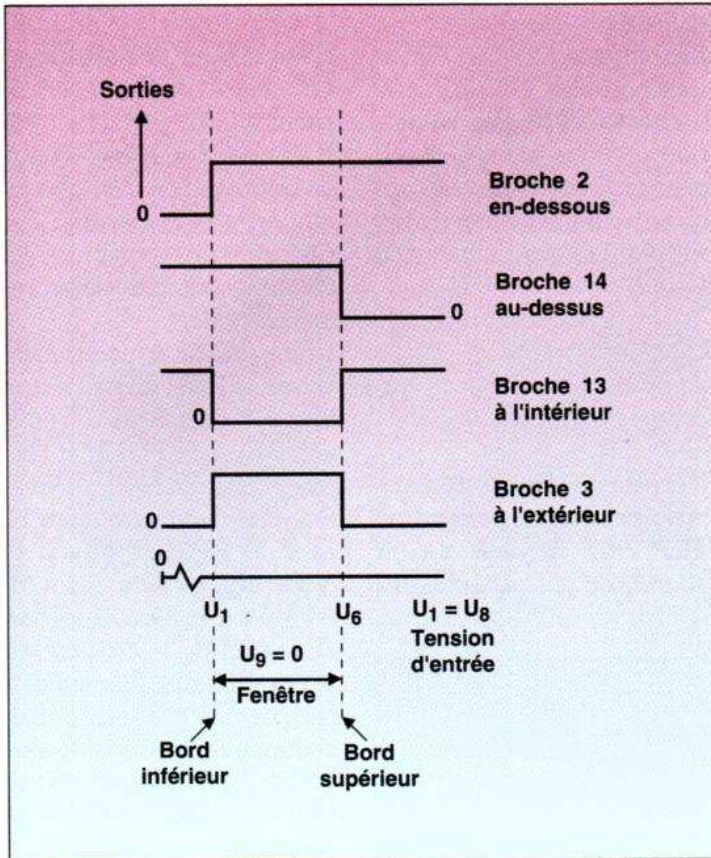 Sorties
0
Broche 2
en-dessous
Broche 14
au-dessus
0
Broche 13
à l'intérieur
0
Broche 3
à l'extérieur
0
0
U1
U6
U1 = U8
Tension
d'entrée
U9 = 0
Fenêtre
Bord
inférieur
Bord
supérieur